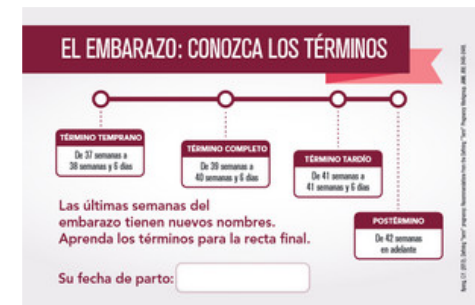 EL EMBARAZO: CONOZCA LOS TÉRMINOS
TÉRMINO TEMPRANO
De 37 semanas a
38 semanas y 6 días
TÉRMINO COMPLETO
De 39 semanas a
40 semanas y 6 días
TÉRMINO TARDÍO
De 41 semanas a
41 semanas y 6 días
POSTÉRMINO
De 42 semanas
en adelante
Las últimas semanas del
embarazo tienen nuevos nombres.
Aprenda los términos para la recta final.
Su fecha de parto: